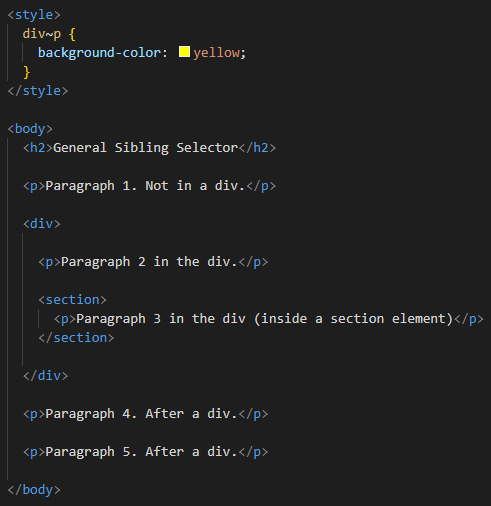 <style>
div~p {
background-color: yellow;
}
</style>
<body>
<h2>General Sibling Selector</h2>
<p>Paragraph 1. Not in a div.</p>
<div>
<p>Paragraph 2 in the div.</p>
<section>
<p>Paragraph 3 in the div (inside a section element)</p>
</section>
</div>
<p>Paragraph 4. After a div.</p>
<p>Paragraph 5. After a div.</p>
</body>